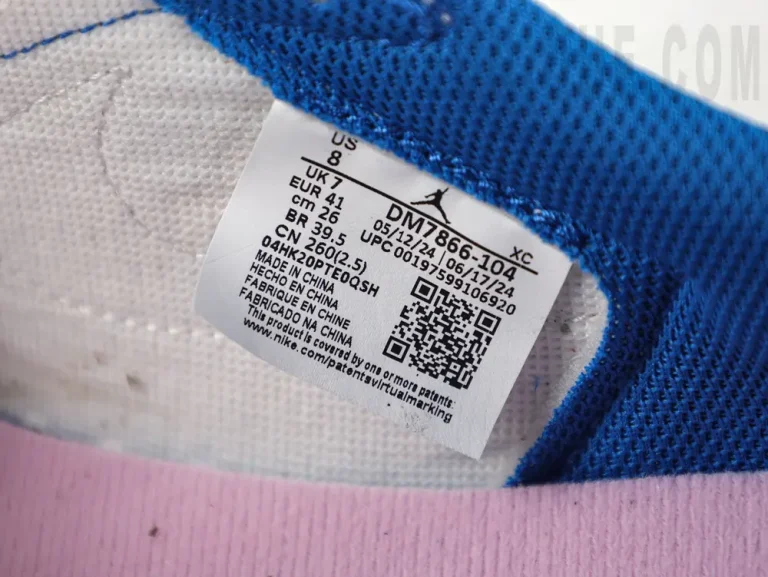 US
8
UK 7
EUR 41
cm 26
BR 39.5
CN 260(2.5)
04HK20PTE0QSH
MADE IN CHINA
HECHO EN CHINA
FABRIQUE EN CHINE
FABRICADO NA CHINA
This product is covered by one or more patents:
www.nike.com/patentsvirtualmarking
XC
DM7866-104
05/12/24 | 06/17/24
UPC 00197599106920
.COM